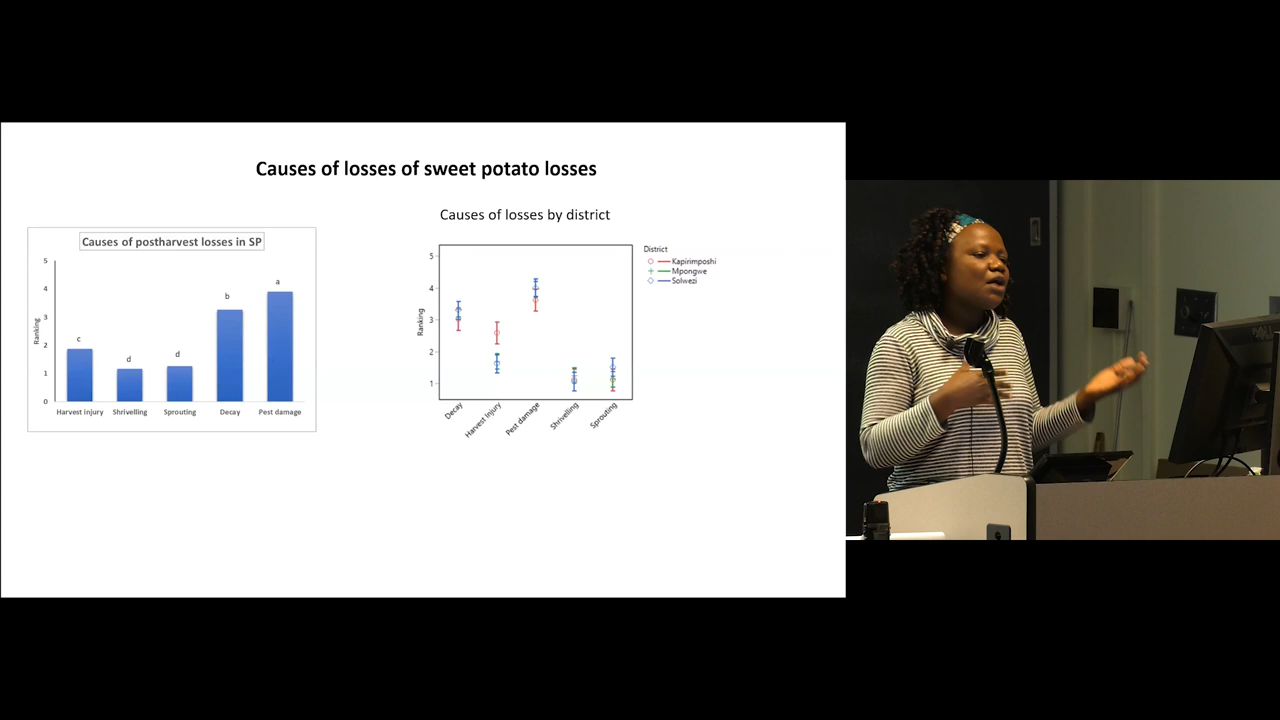 Causes of losses of sweet potato losses
Causes of postharvest losses in SP
Ranking
5
4
3
2
1
0
c
d
d
b
a
Harvest injury
Shrivelling
Sprouting
Decay
Pest damage
Causes of losses by district
Ranking
5
4
3
2
1
Decay
Harvest Injury
Pest damage
Shrivelling
Sprouting
District
Kapirimposhi
Mpongwe
Solwezi